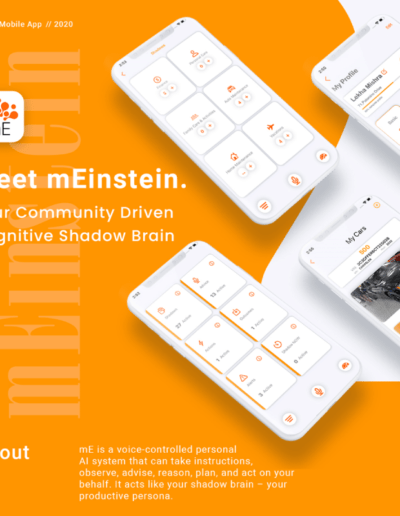 Mobile App // 2020
mE
eet mEinstein.
ur Community Driven
gnitive Shadow Brain
mEinstein
My Profile
Lekha Mishra
My Cars
out
mE is a voice-controlled personal
AI system that can take instructions,
observe, advise, reason, plan, and act on your
behalf. It acts like your shadow brain – your
productive persona.